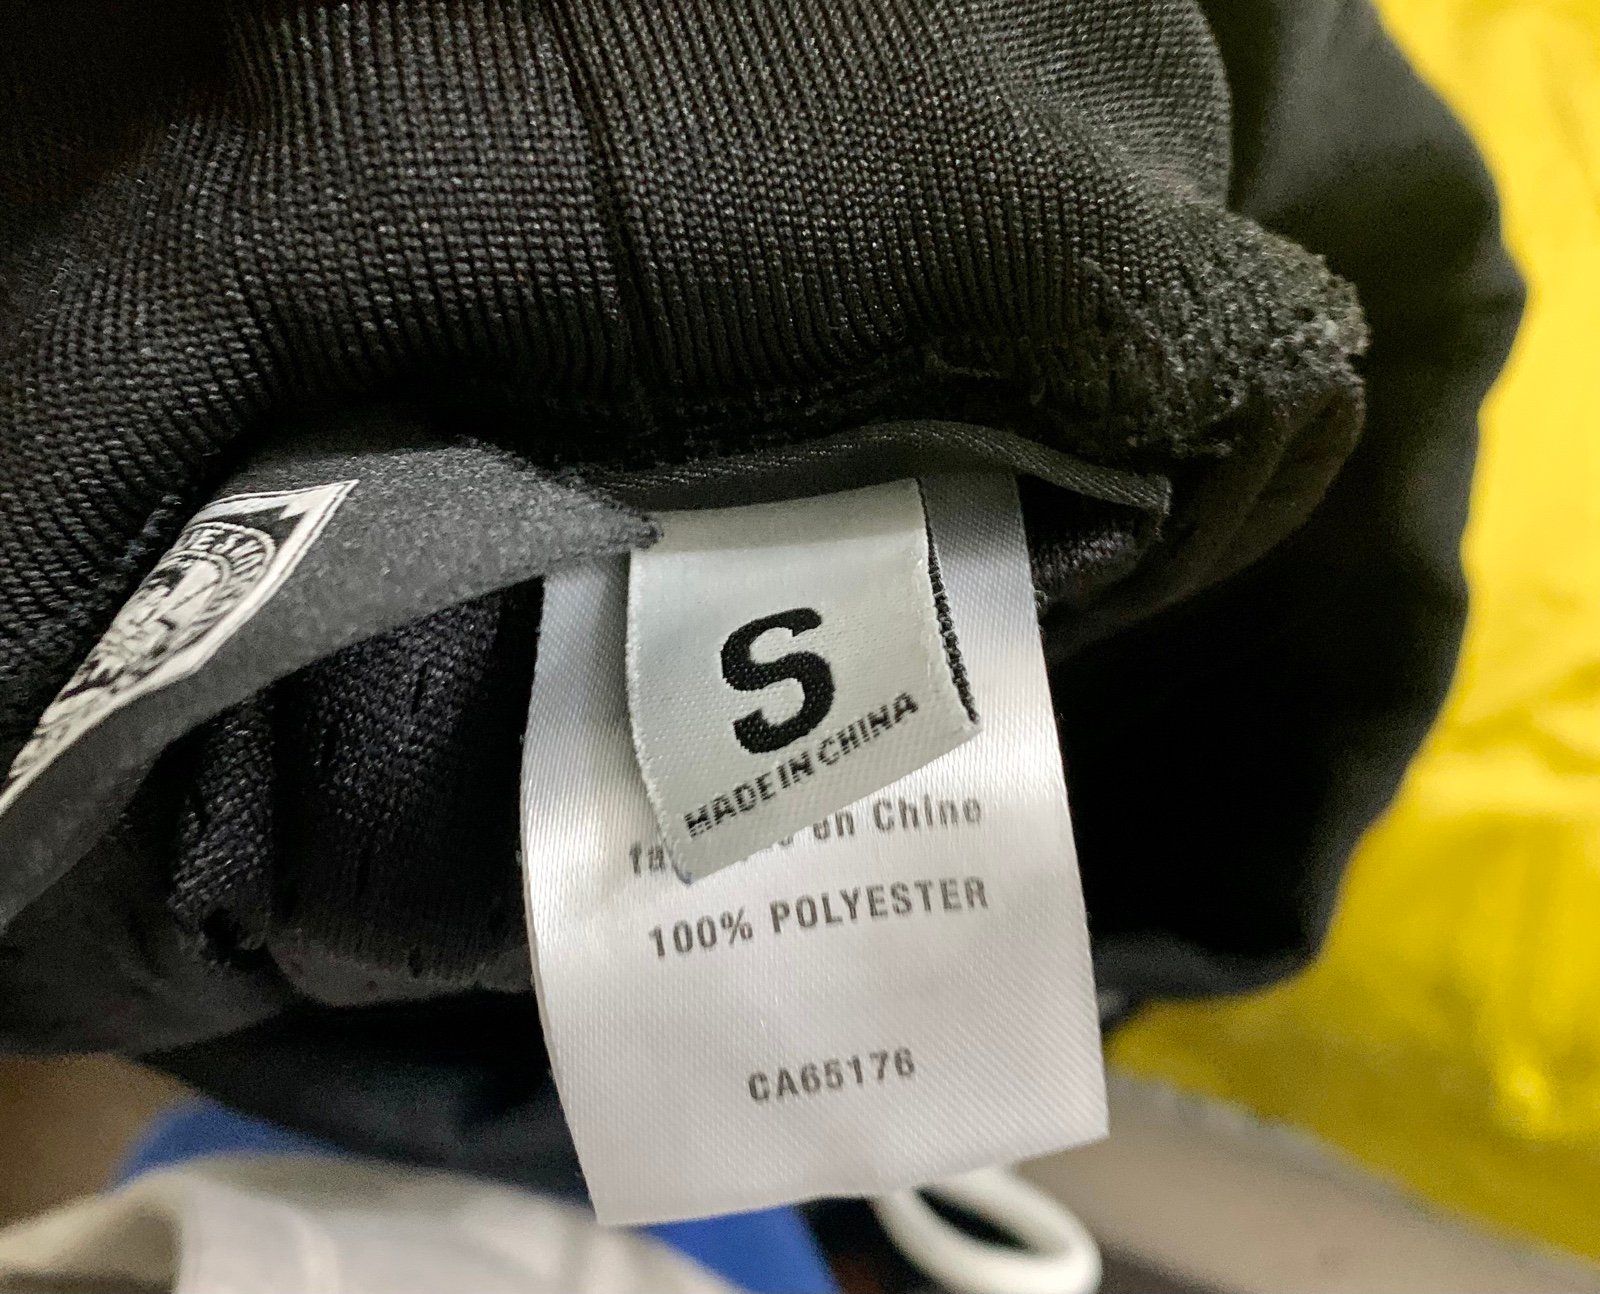 S
MADE IN CHINA
en Chine
100% POLYESTER
CA65176